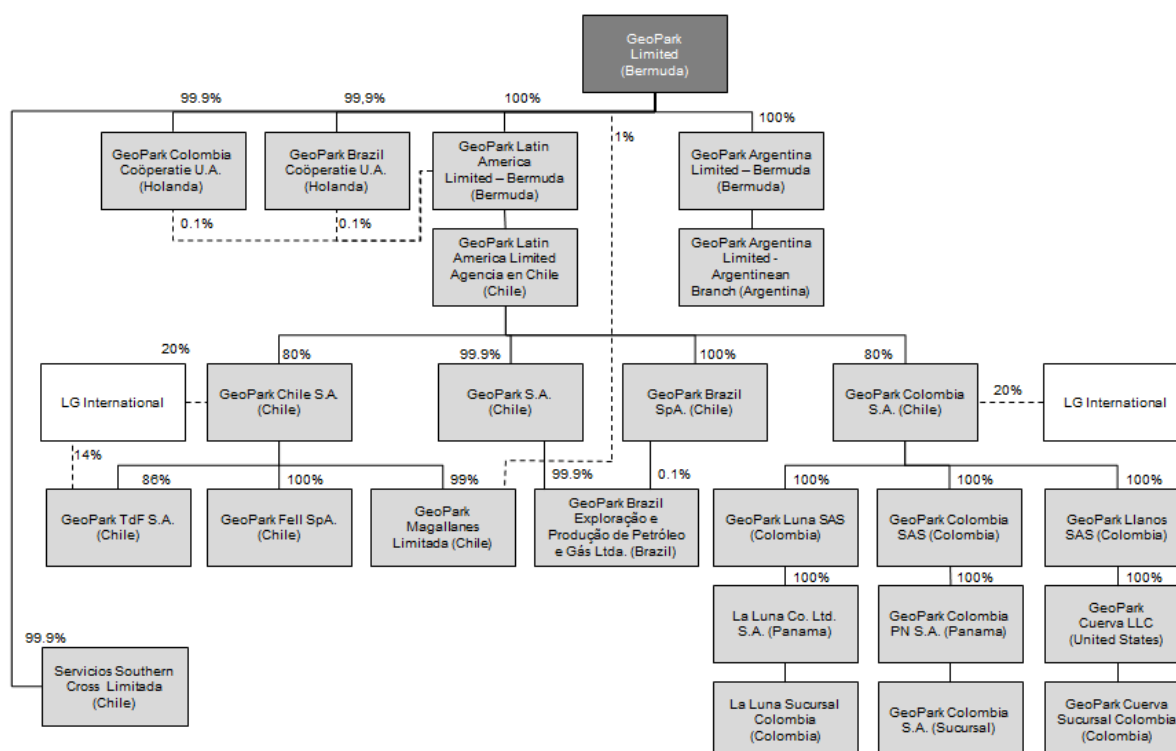 GeoPark
Limited
(Bermuda)
99.9%
99,9%
100%
1%
100%
GeoPark Colombia
Coöperatie U.A.
(Holanda)
GeoPark Brazil
Coöperatie U.A.
(Holanda)
GeoPark Latin
America
Limited – Bermuda
(Bermuda)
GeoPark Argentina
Limited – Bermuda
(Bermuda)
0.1%
0.1%
GeoPark Latin
America Limited
Agencia en Chile
(Chile)
GeoPark Argentina
Limited -
Argentinean
Branch (Argentina)
20%
80%
99.9%
100%
80%
LG International
GeoPark Chile S.A.
(Chile)
GeoPark S.A.
(Chile)
GeoPark Brazil
SpA. (Chile)
GeoPark Colombia
S.A. (Chile)
20%
LG International
14%
86%
100%
99%
99.9%
0.1%
100%
100%
100%
GeoPark TdF S.A.
(Chile)
GeoPark Fell SpA.
(Chile)
GeoPark
Magallanes
Limitada (Chile)
GeoPark Brazil
Exploração e
Produção de Petróleo
e Gás Ltda. (Brazil)
GeoPark Luna SAS
(Colombia)
GeoPark Colombia
SAS (Colombia)
GeoPark Llanos
SAS (Colombia)
100%
100%
100%
La Luna Co. Ltd.
S.A. (Panama)
GeoPark Colombia
PN S.A. (Panama)
GeoPark
Cuerva LLC
(United States)
99.9%
Servicios Southern
Cross Limitada
(Chile)
La Luna Sucursal
Colombia
(Colombia)
GeoPark Colombia
S.A. (Sucursal)
GeoPark Cuerva
Sucursal Colombia
(Colombia)